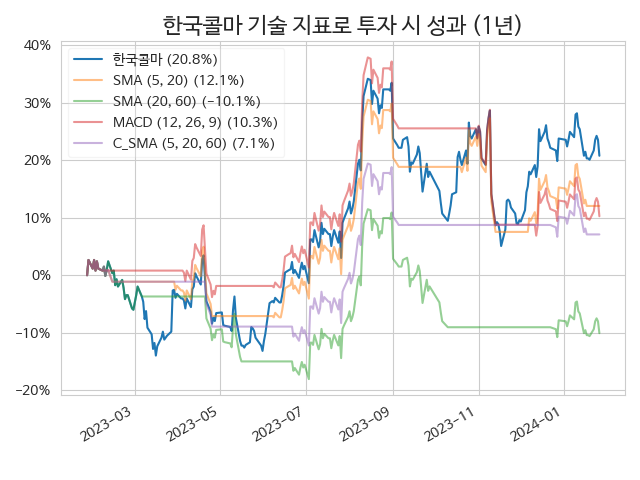 한국콜마 기술 지표로 투자 시 성과 (1년)
40%
30%
20%
10%
0%
−10%
−20%
한국콜마 (20.8%)
SMA (5, 20) (12.1%)
SMA (20, 60) (−10.1%)
MACD (12, 26, 9) (10.3%)
C_SMA (5, 20, 60) (7.1%)
2023−03
2023−05
2023−07
2023−09
2023−11
2024−01